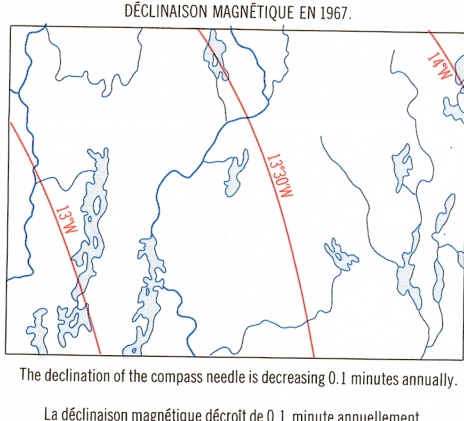 DÉCLINAISON MAGNÉTIQUE EN 1967.
14°W
13°30'W
13°W
The declination of the compass needle is decreasing 0.1 minutes annually.
La déclinaison magnétique décroît de 0.1 minute annuellement